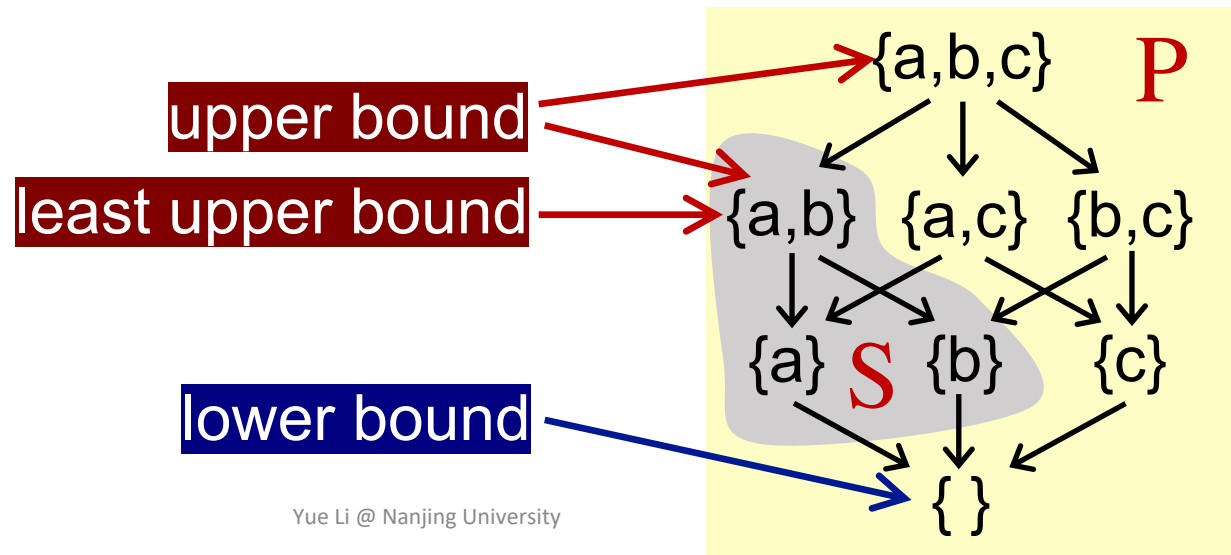 {a,b,c} P
upper bound
least upper bound {a,b} {a,c} {b,c}
{a} S {b} {c}
lower bound
{ }
Yue Li @ Nanjing University